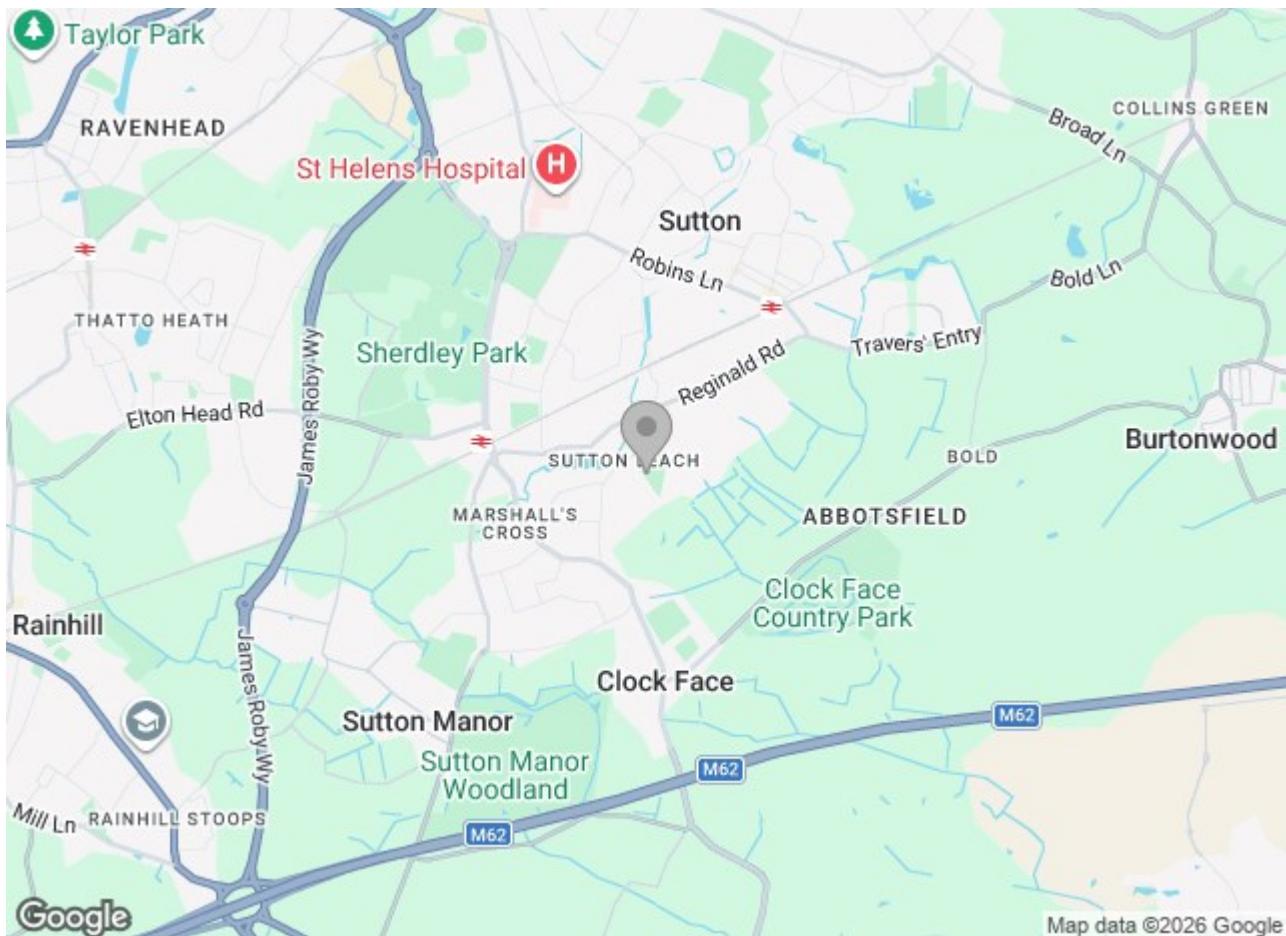 Taylor Park
RAVENHEAD
COLLINS GREEN
Broad Ln
St Helens Hospital
H
Sutton
Robins Ln
Bold Ln
THATTO HEATH
Travers' Entry
Sherdley Park
James Roby Wy
Reginald Rd
Elton Head Rd
Burtonwood
SUTTON LEACH
BOLD
MARSHALL'S
CROSS
ABBOTSFIELD
Clock Face
Country Park
Rainhill
James Roby Wy
Clock Face
Sutton Manor
M62
Sutton Manor
Woodland
M62
Mill Ln
RAINHILL STOOPS
M62
Google
Map data ©2026 Google